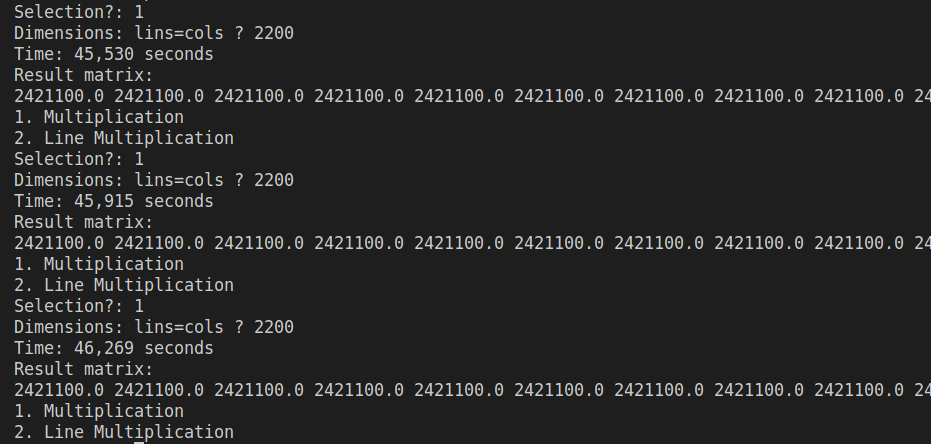 Selection?: 1
Dimensions: lins=cols ? 2200
Time: 45,530 seconds
Result matrix:
2421100.0 2421100.0 2421100.0 2421100.0 2421100.0 2421100.0 2421100.0 2421100.0 2421100.0 24
1. Multiplication
2. Line Multiplication
Selection?: 1
Dimensions: lins=cols ? 2200
Time: 45,915 seconds
Result matrix:
2421100.0 2421100.0 2421100.0 2421100.0 2421100.0 2421100.0 2421100.0 2421100.0 2421100.0 24
1. Multiplication
2. Line Multiplication
Selection?: 1
Dimensions: lins=cols ? 2200
Time: 46,269 seconds
Result matrix:
2421100.0 2421100.0 2421100.0 2421100.0 2421100.0 2421100.0 2421100.0 2421100.0 2421100.0 24
1. Multiplication
2. Line Multiplication